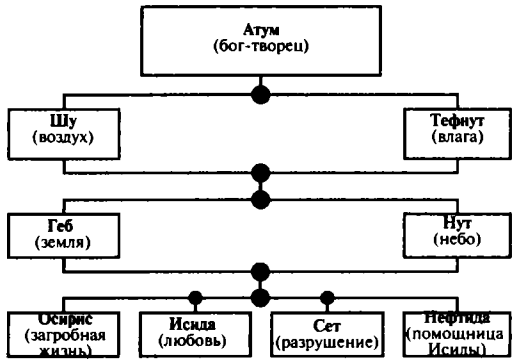 Атум
(бог-творец)
Шу
(воздух)
Тефнут
(влага)
Геб
(земля)
Нут
(небо)
Осирис
(загробная
жизнь)
Исида
(любовь)
Сет
(разрушение)
Нефтида
(помощница
Исиды)